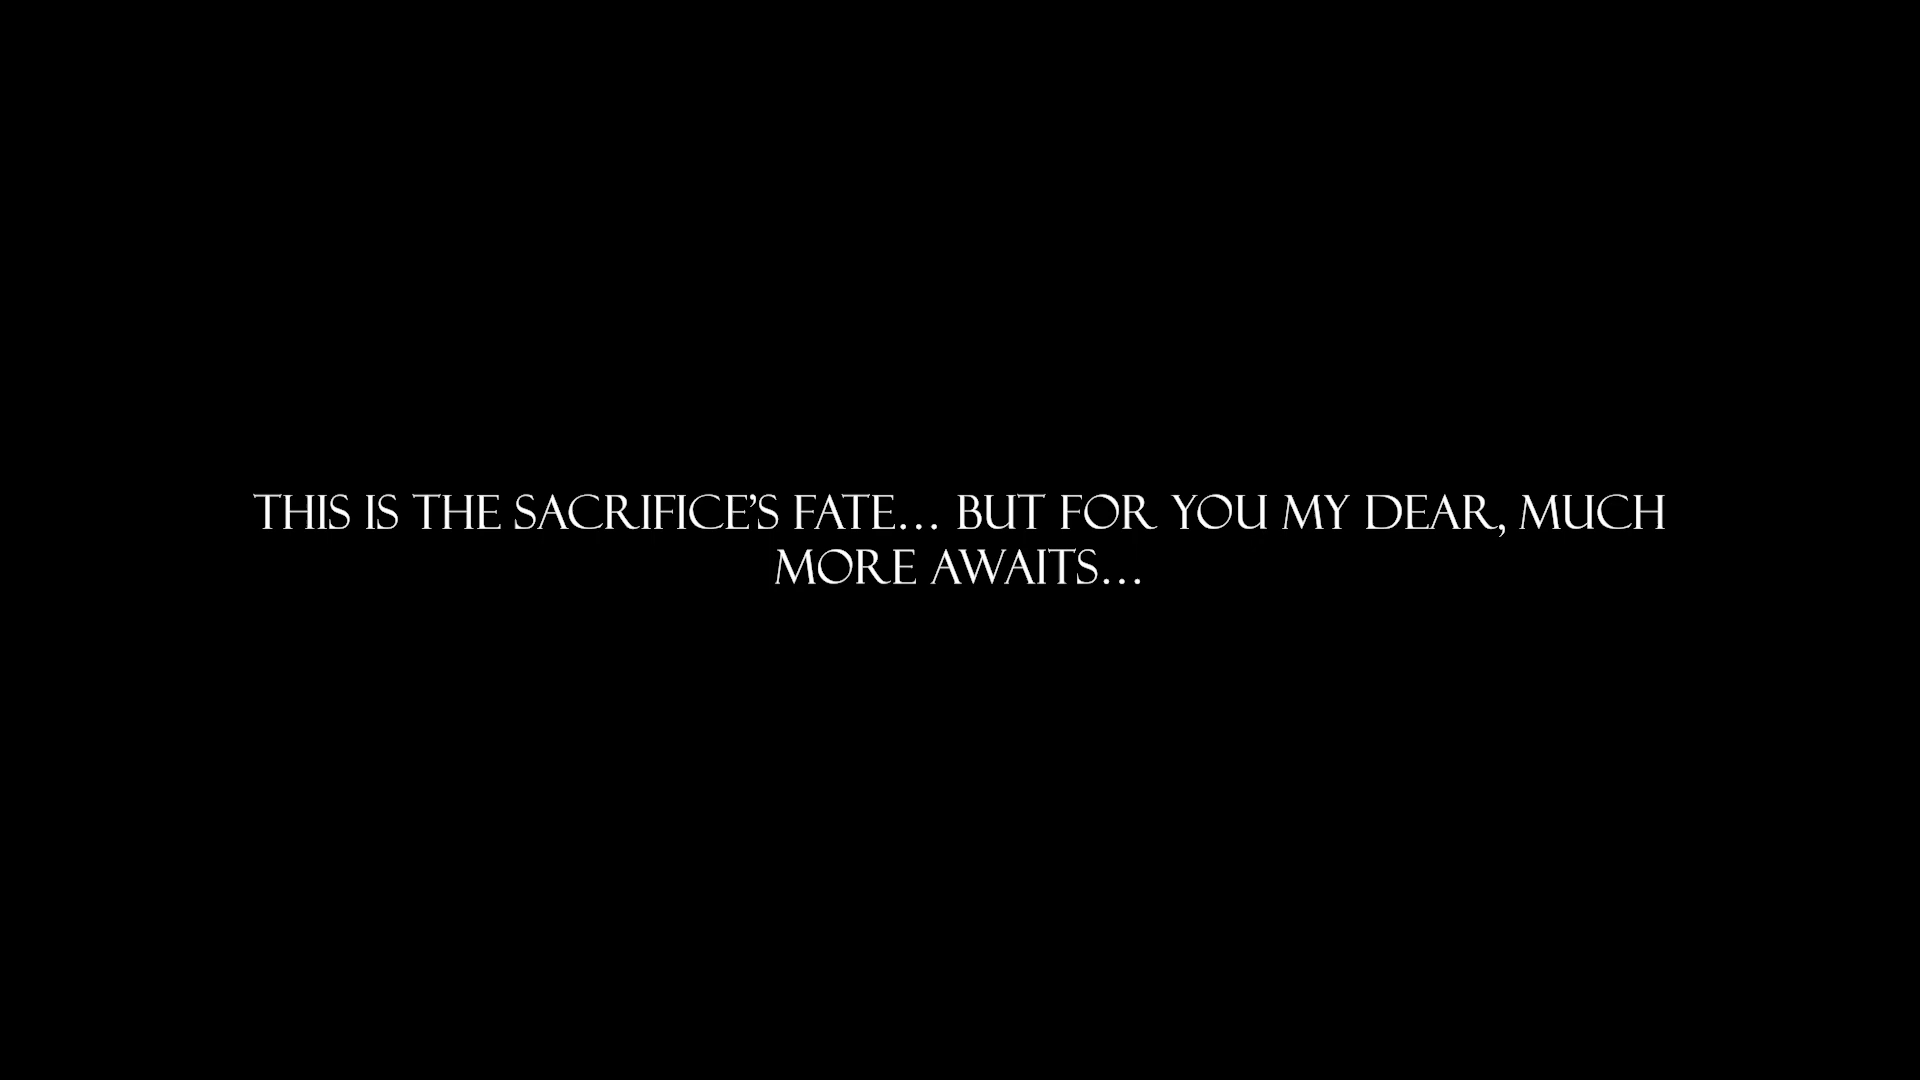 THIS IS THE SACRIFICE'S FATE... BUT FOR YOU MY DEAR, MUCH
MORE AWAITS...